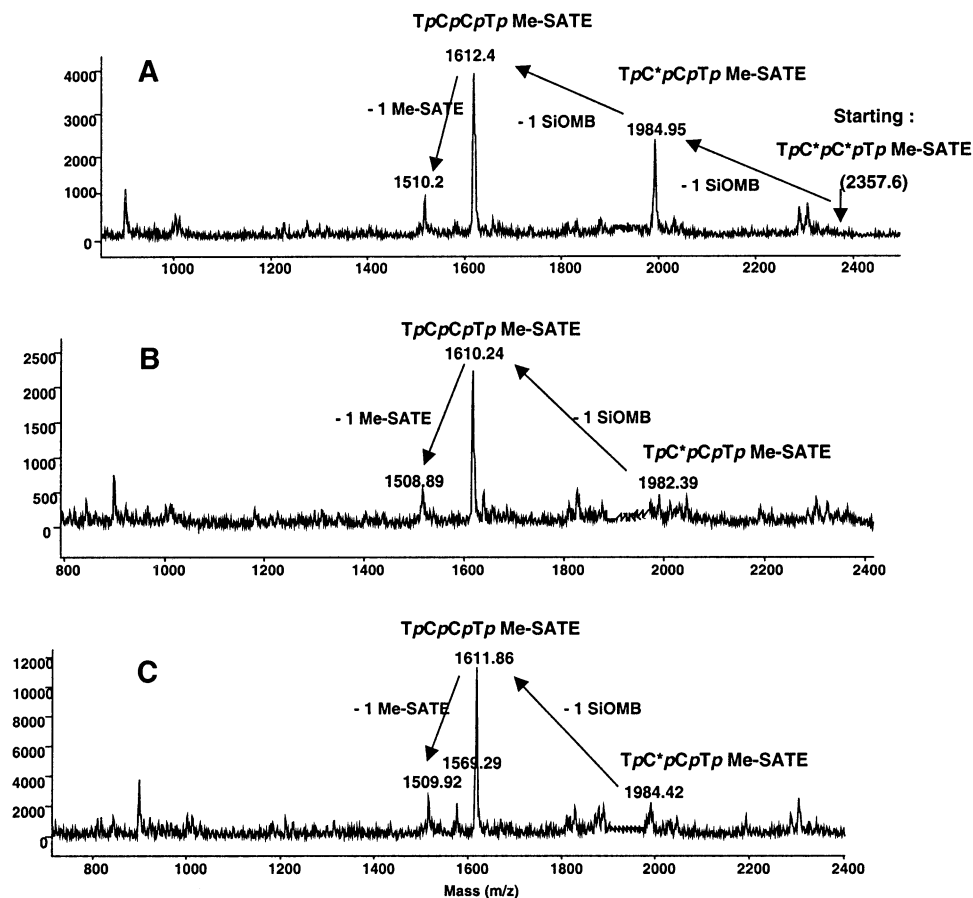 TpCpCpTp Me-SATE
1612.4
A
TpC*pCpTp Me-SATE
- 1 Me-SATE
- 1 SiOMB
1984.95
Starting :
TpC*pC*pTp Me-SATE
- 1 SiOMB
(2357.6)
1510.2
4000
3000
2000
1000
0
1000 1200 1400 1600 1800 2000 2200 2400
TpCpCpTp Me-SATE
B
1610.24
- 1 Me-SATE
- 1 SiOMB
TpC*pCpTp Me-SATE
1508.89
1982.39
2500
2000
1500
1000
500
0
800 1000 1200 1400 1600 1800 2000 2200 2400
TpCpCpTp Me-SATE
C
1611.86
- 1 Me-SATE
- 1 SiOMB
1569.29
TpC*pCpTp Me-SATE
1509.92
1984.42
12000
10000
8000
6000
4000
2000
0
800 1000 1200 1400 1600 1800 2000 2200 2400
Mass (m/z)